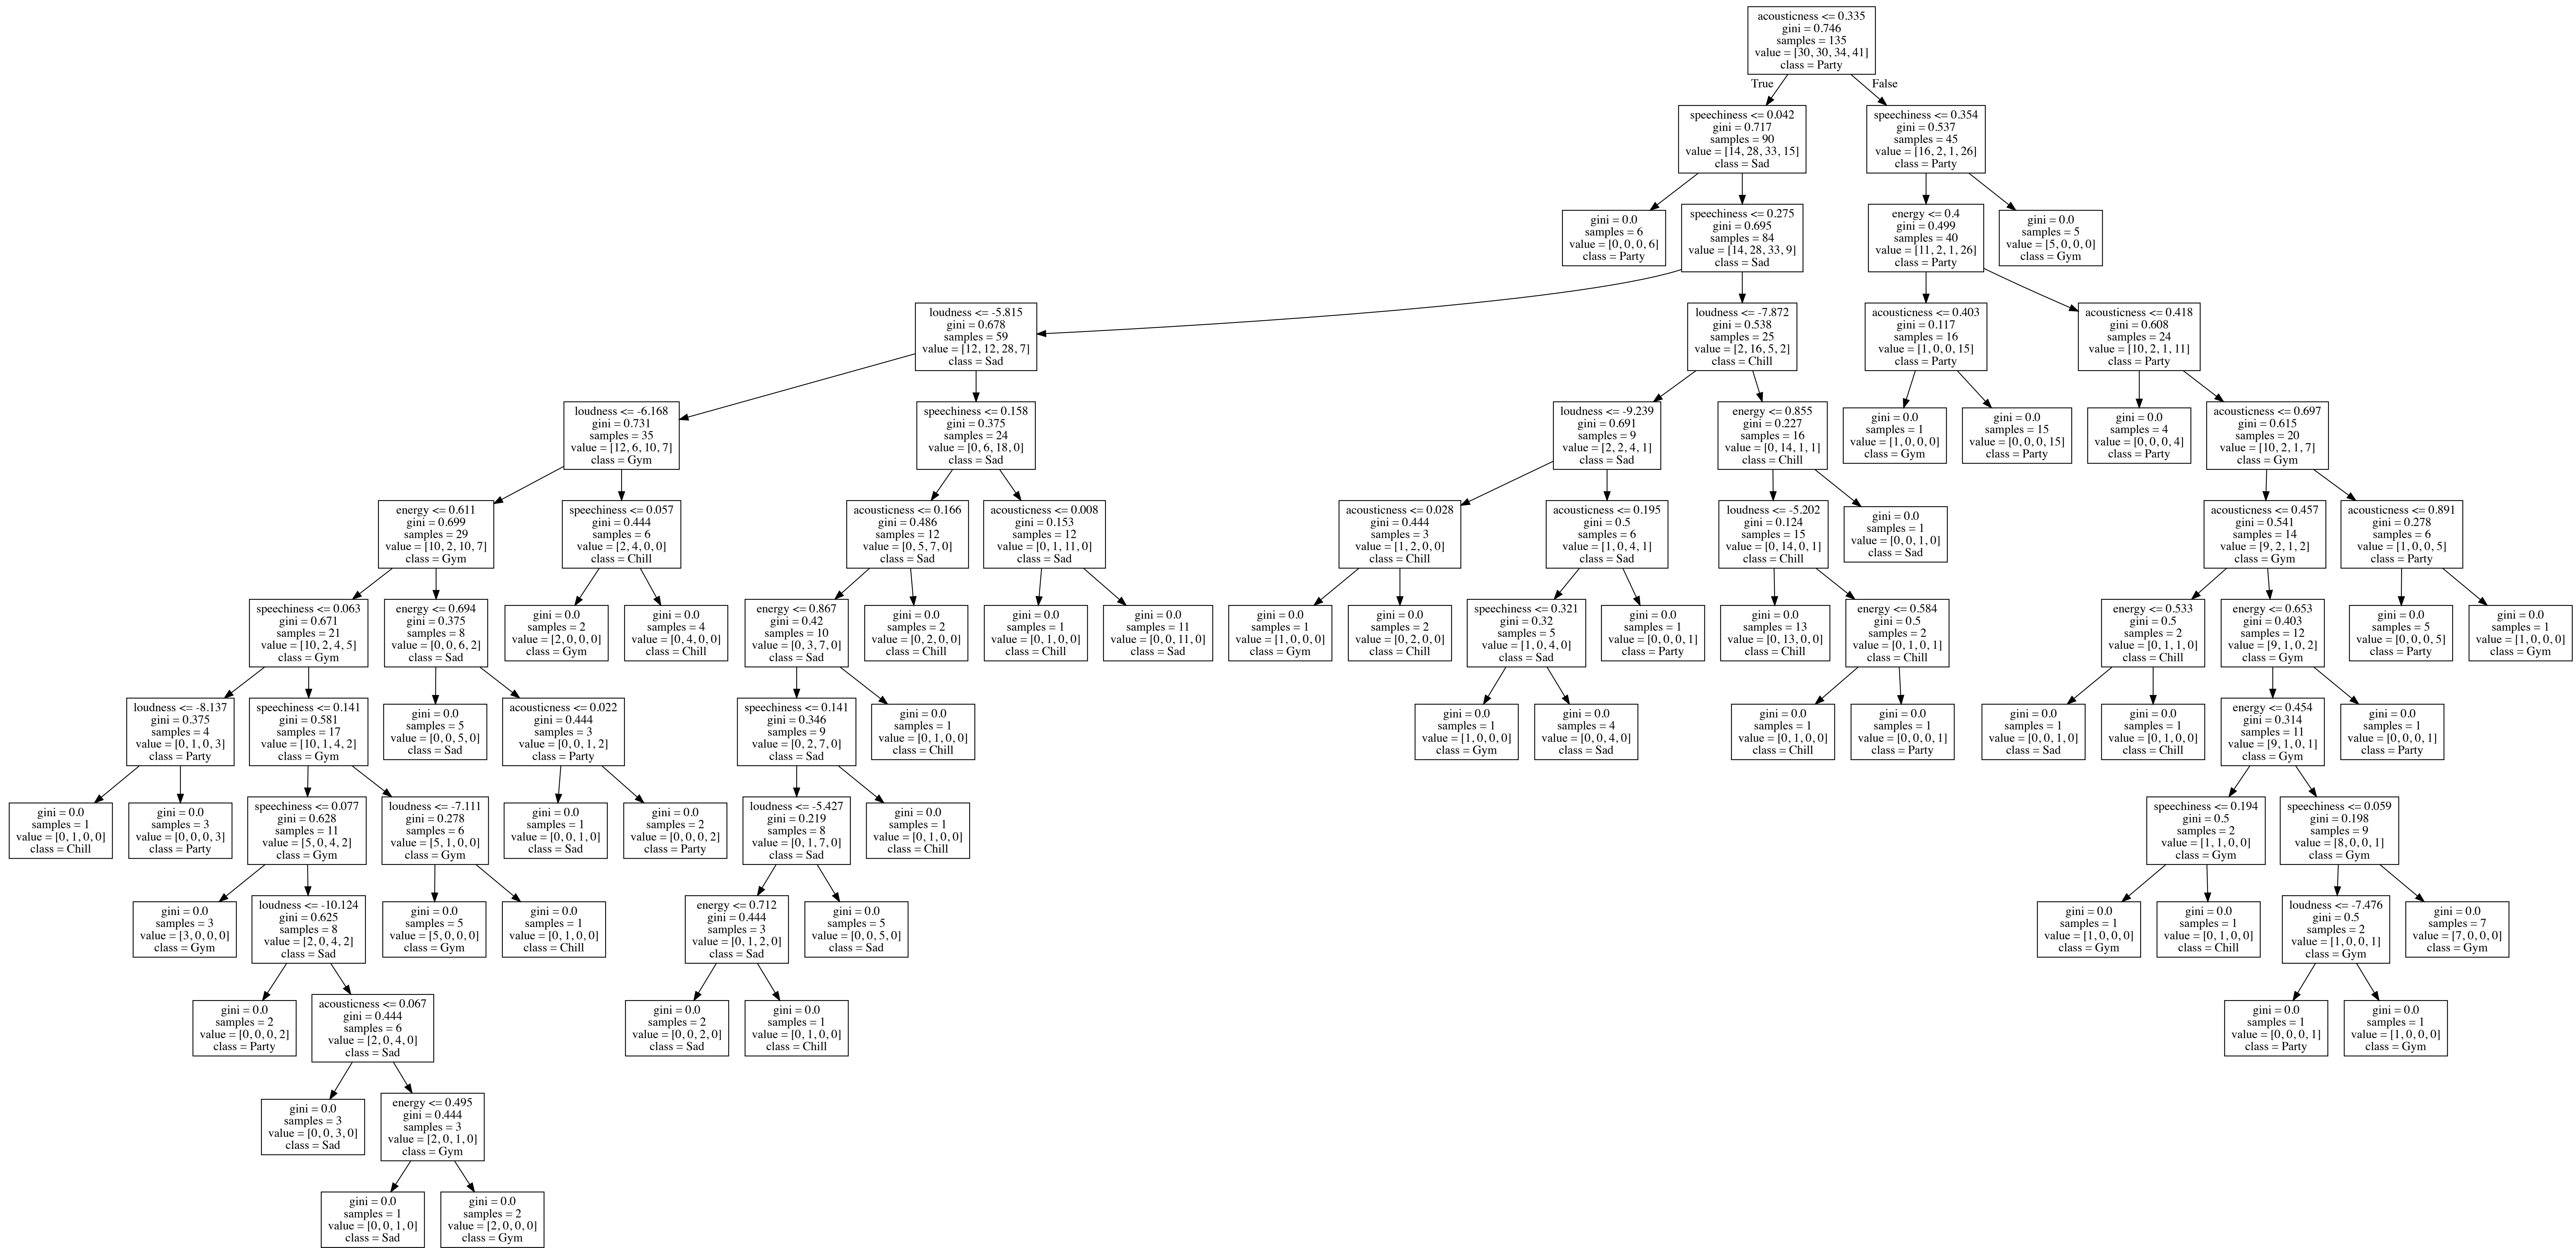 acousticness <= 0.335
gini = 0.746
samples = 135
value = [30, 30, 34, 41]
class = Party
True
False
speechiness <= 0.042
gini = 0.717
samples = 90
value = [14, 28, 33, 15]
class = Sad
speechiness <= 0.354
gini = 0.537
samples = 45
value = [16, 2, 1, 26]
class = Party
gini = 0.0
samples = 6
value = [0, 0, 0, 6]
class = Party
speechiness <= 0.275
gini = 0.695
samples = 84
value = [14, 28, 33, 9]
class = Sad
energy <= 0.4
gini = 0.499
samples = 40
value = [11, 2, 1, 26]
class = Party
gini = 0.0
samples = 5
value = [5, 0, 0, 0]
class = Gym
loudness <= -5.815
gini = 0.678
samples = 59
value = [12, 12, 28, 7]
class = Sad
loudness <= -7.872
gini = 0.538
samples = 25
value = [2, 16, 5, 2]
class = Chill
acousticness <= 0.403
gini = 0.117
samples = 16
value = [1, 0, 0, 15]
class = Party
acousticness <= 0.418
gini = 0.608
samples = 24
value = [10, 2, 1, 11]
class = Party
loudness <= -6.168
gini = 0.731
samples = 35
value = [12, 6, 10, 7]
class = Gym
speechiness <= 0.158
gini = 0.375
samples = 24
value = [0, 6, 18, 0]
class = Sad
loudness <= -9.239
gini = 0.691
samples = 9
value = [2, 2, 4, 1]
class = Sad
energy <= 0.855
gini = 0.227
samples = 16
value = [0, 14, 1, 1]
class = Chill
gini = 0.0
samples = 1
value = [1, 0, 0, 0]
class = Gym
gini = 0.0
samples = 15
value = [0, 0, 0, 15]
class = Party
gini = 0.0
samples = 4
value = [0, 0, 0, 4]
class = Party
acousticness <= 0.697
gini = 0.615
samples = 20
value = [10, 2, 1, 7]
class = Gym
energy <= 0.611
gini = 0.699
samples = 29
value = [10, 2, 10, 7]
class = Gym
speechiness <= 0.057
gini = 0.444
samples = 6
value = [2, 4, 0, 0]
class = Chill
acousticness <= 0.166
gini = 0.486
samples = 12
value = [0, 5, 7, 0]
class = Sad
acousticness <= 0.008
gini = 0.153
samples = 12
value = [0, 1, 11, 0]
class = Sad
acousticness <= 0.028
gini = 0.444
samples = 3
value = [1, 2, 0, 0]
class = Chill
acousticness <= 0.195
gini = 0.5
samples = 6
value = [1, 0, 4, 1]
class = Sad
loudness <= -5.202
gini = 0.124
samples = 15
value = [0, 14, 0, 1]
class = Chill
gini = 0.0
samples = 1
value = [0, 0, 1, 0]
class = Sad
acousticness <= 0.457
gini = 0.541
samples = 14
value = [9, 2, 1, 2]
class = Gym
acousticness <= 0.891
gini = 0.278
samples = 6
value = [1, 0, 0, 5]
class = Party
speechiness <= 0.063
gini = 0.671
samples = 21
value = [10, 2, 4, 5]
class = Gym
energy <= 0.694
gini = 0.375
samples = 8
value = [0, 0, 6, 2]
class = Sad
gini = 0.0
samples = 2
value = [2, 0, 0, 0]
class = Gym
gini = 0.0
samples = 4
value = [0, 4, 0, 0]
class = Chill
energy <= 0.867
gini = 0.42
samples = 10
value = [0, 3, 7, 0]
class = Sad
gini = 0.0
samples = 2
value = [0, 2, 0, 0]
class = Chill
gini = 0.0
samples = 1
value = [0, 1, 0, 0]
class = Chill
gini = 0.0
samples = 11
value = [0, 0, 11, 0]
class = Sad
gini = 0.0
samples = 1
value = [1, 0, 0, 0]
class = Gym
gini = 0.0
samples = 2
value = [0, 2, 0, 0]
class = Chill
speechiness <= 0.321
gini = 0.32
samples = 5
value = [1, 0, 4, 0]
class = Sad
gini = 0.0
samples = 1
value = [0, 0, 0, 1]
class = Party
gini = 0.0
samples = 13
value = [0, 13, 0, 0]
class = Chill
energy <= 0.584
gini = 0.5
samples = 2
value = [0, 1, 0, 1]
class = Chill
energy <= 0.533
gini = 0.5
samples = 2
value = [0, 1, 1, 0]
class = Chill
energy <= 0.653
gini = 0.403
samples = 12
value = [9, 1, 0, 2]
class = Gym
gini = 0.0
samples = 5
value = [0, 0, 0, 5]
class = Party
gini = 0.0
samples = 1
value = [1, 0, 0, 0]
class = Gym
loudness <= -8.137
gini = 0.375
samples = 4
value = [0, 1, 0, 3]
class = Party
speechiness <= 0.141
gini = 0.581
samples = 17
value = [10, 1, 4, 2]
class = Gym
gini = 0.0
samples = 5
value = [0, 0, 5, 0]
class = Sad
acousticness <= 0.022
gini = 0.444
samples = 3
value = [0, 0, 1, 2]
class = Party
speechiness <= 0.141
gini = 0.346
samples = 9
value = [0, 2, 7, 0]
class = Sad
gini = 0.0
samples = 1
value = [0, 1, 0, 0]
class = Chill
gini = 0.0
samples = 1
value = [1, 0, 0, 0]
class = Gym
gini = 0.0
samples = 4
value = [0, 0, 4, 0]
class = Sad
gini = 0.0
samples = 1
value = [0, 1, 0, 0]
class = Chill
gini = 0.0
samples = 1
value = [0, 0, 0, 1]
class = Party
gini = 0.0
samples = 1
value = [0, 0, 1, 0]
class = Sad
gini = 0.0
samples = 1
value = [0, 1, 0, 0]
class = Chill
energy <= 0.454
gini = 0.314
samples = 11
value = [9, 1, 0, 1]
class = Gym
gini = 0.0
samples = 1
value = [0, 0, 0, 1]
class = Party
gini = 0.0
samples = 1
value = [0, 1, 0, 0]
class = Chill
gini = 0.0
samples = 3
value = [0, 0, 0, 3]
class = Party
speechiness <= 0.077
gini = 0.628
samples = 11
value = [5, 0, 4, 2]
class = Gym
loudness <= -7.111
gini = 0.278
samples = 6
value = [5, 1, 0, 0]
class = Gym
gini = 0.0
samples = 1
value = [0, 0, 1, 0]
class = Sad
gini = 0.0
samples = 2
value = [0, 0, 0, 2]
class = Party
loudness <= -5.427
gini = 0.219
samples = 8
value = [0, 1, 7, 0]
class = Sad
gini = 0.0
samples = 1
value = [0, 1, 0, 0]
class = Chill
speechiness <= 0.194
gini = 0.5
samples = 2
value = [1, 1, 0, 0]
class = Gym
speechiness <= 0.059
gini = 0.198
samples = 9
value = [8, 0, 0, 1]
class = Gym
gini = 0.0
samples = 3
value = [3, 0, 0, 0]
class = Gym
loudness <= -10.124
gini = 0.625
samples = 8
value = [2, 0, 4, 2]
class = Sad
gini = 0.0
samples = 5
value = [5, 0, 0, 0]
class = Gym
gini = 0.0
samples = 1
value = [0, 1, 0, 0]
class = Chill
energy <= 0.712
gini = 0.444
samples = 3
value = [0, 1, 2, 0]
class = Sad
gini = 0.0
samples = 5
value = [0, 0, 5, 0]
class = Sad
gini = 0.0
samples = 1
value = [1, 0, 0, 0]
class = Gym
gini = 0.0
samples = 1
value = [0, 1, 0, 0]
class = Chill
loudness <= -7.476
gini = 0.5
samples = 2
value = [1, 0, 0, 1]
class = Gym
gini = 0.0
samples = 7
value = [7, 0, 0, 0]
class = Gym
gini = 0.0
samples = 2
value = [0, 0, 0, 2]
class = Party
acousticness <= 0.067
gini = 0.444
samples = 6
value = [2, 0, 4, 0]
class = Sad
gini = 0.0
samples = 2
value = [0, 0, 2, 0]
class = Sad
gini = 0.0
samples = 1
value = [0, 1, 0, 0]
class = Chill
gini = 0.0
samples = 1
value = [0, 0, 0, 1]
class = Party
gini = 0.0
samples = 1
value = [1, 0, 0, 0]
class = Gym
gini = 0.0
samples = 3
value = [0, 0, 3, 0]
class = Sad
energy <= 0.495
gini = 0.444
samples = 3
value = [2, 0, 1, 0]
class = Gym
gini = 0.0
samples = 1
value = [0, 0, 1, 0]
class = Sad
gini = 0.0
samples = 2
value = [2, 0, 0, 0]
class = Gym